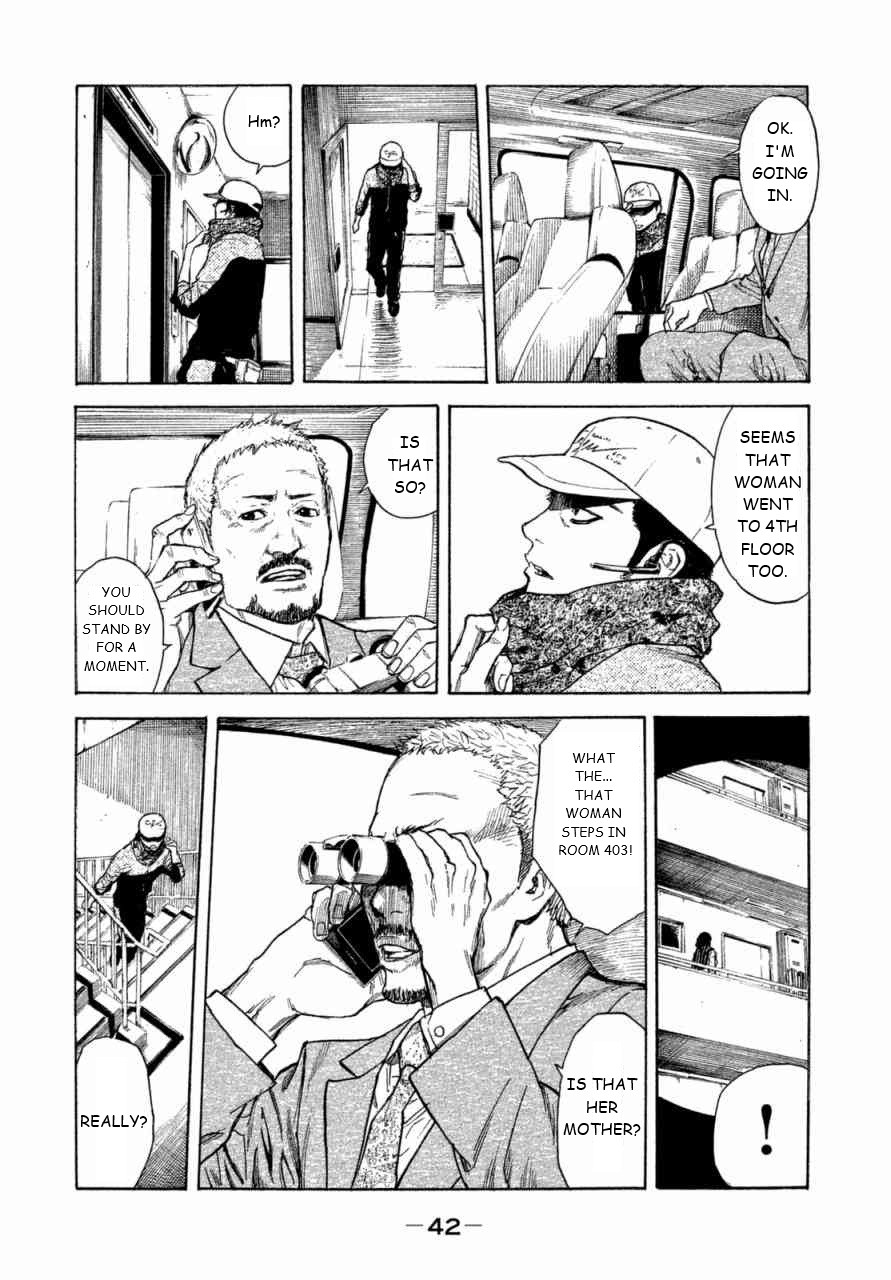 OK.
I'M
GOING
IN.
Hm?
SEEMS
THAT
WOMAN
WENT
TO 4TH
FLOOR
TOO.
IS
THAT
SO?
YOU
SHOULD
STAND BY
FOR A
MOMENT.
!
WHAT
THE...
THAT
WOMAN
STEPS IN
ROOM 403!
IS THAT
HER
MOTHER?
REALLY?
—42—